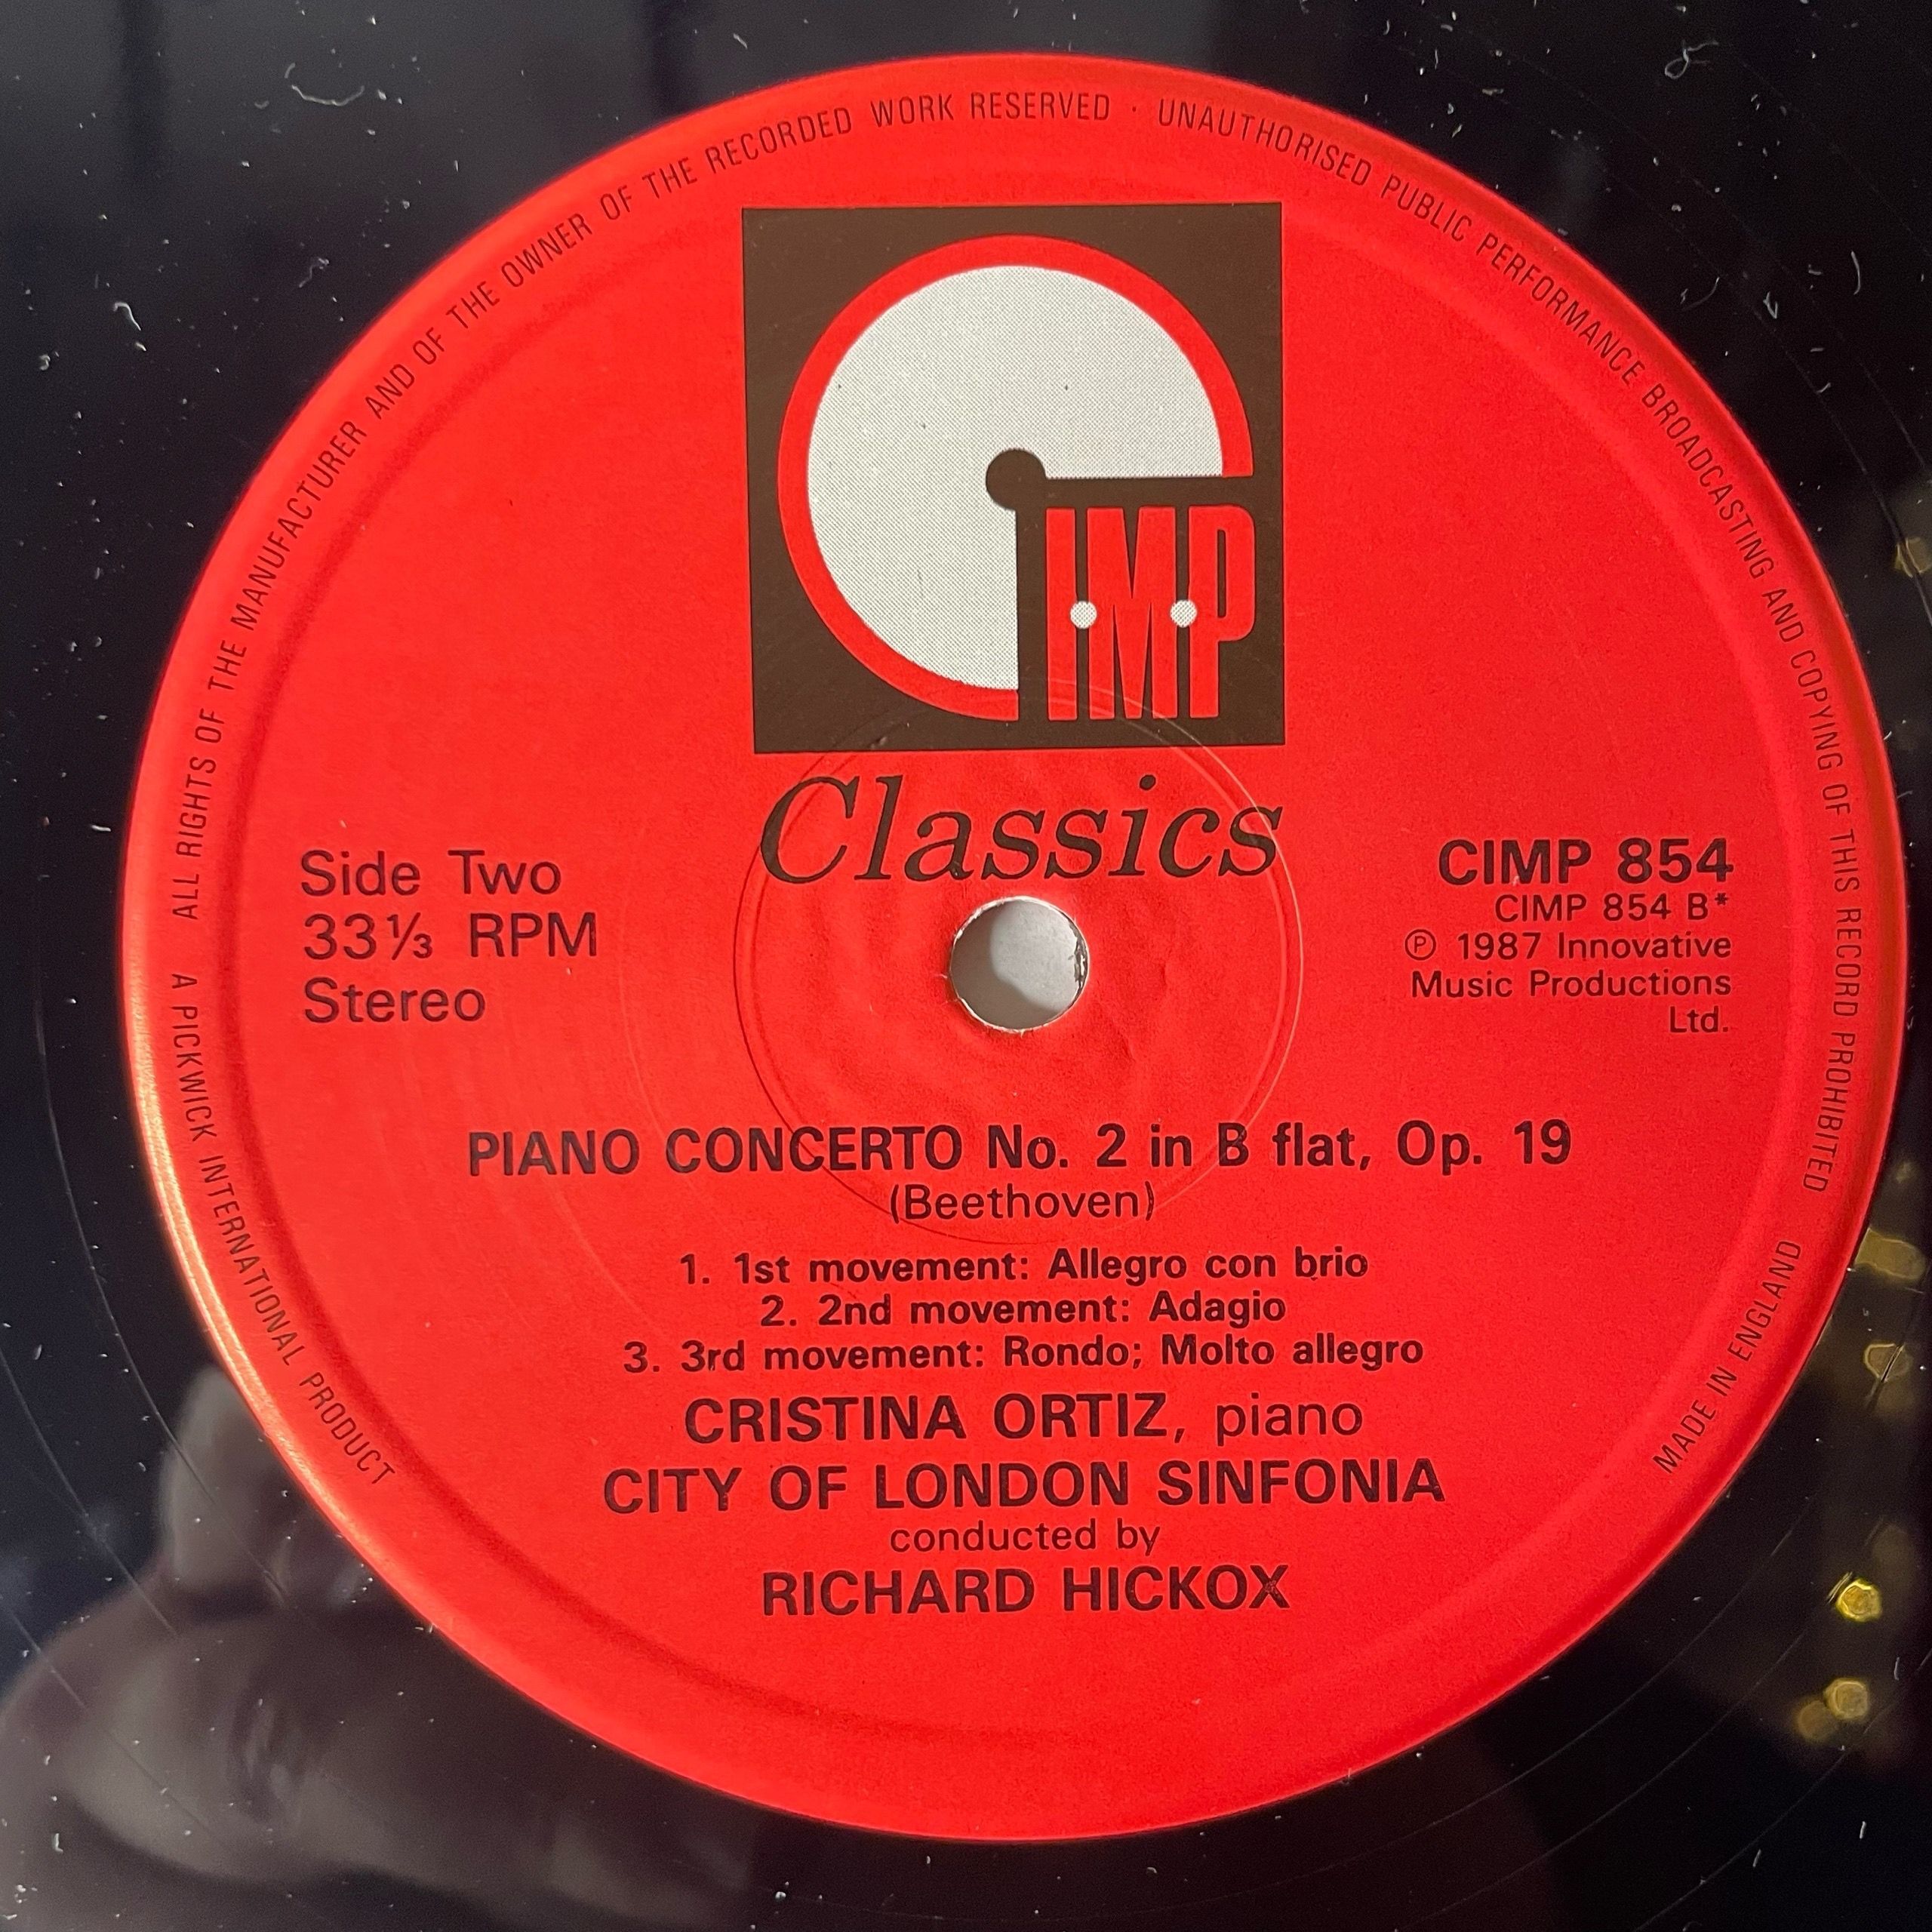 ALL RIGHTS OF THE MANUFACTURER AND OF THE OWNER OF THE RECORDED WORK RESERVED · UNAUTHORISED PUBLIC PERFORMANCE BROADCASTING AND COPYING OF THIS RECORD PROHIBITED
IMP
Classics
Side Two
33⅓ RPM
Stereo
CIMP 854
CIMP 854 B*
℗ 1987 Innovative
Music Productions
Ltd.
PIANO CONCERTO No. 2 in B flat, Op. 19
(Beethoven)
1. 1st movement: Allegro con brio
2. 2nd movement: Adagio
3. 3rd movement: Rondo; Molto allegro
CRISTINA ORTIZ, piano
CITY OF LONDON SINFONIA
conducted by
RICHARD HICKOX
A PICKWICK INTERNATIONAL PRODUCT
MADE IN ENGLAND